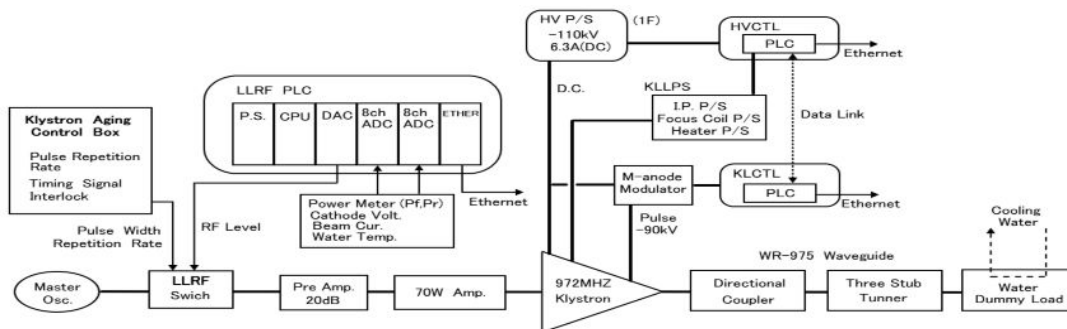 HV P/S
-110kV
6.3A(DC)
(1F)
HVCTL
PLC
Ethernet
LLRF PLC
P.S.
CPU
DAC
8ch
ADC
8ch
ADC
ETHER
D.C.
KLLPS
I.P. P/S
Focus Coil P/S
Heater P/S
Data Link
Klystron Aging
Control Box
Pulse Repetition
Rate
Timing Signal
Interlock
M-anode
Modulator
KLCTL
PLC
Ethernet
Power Meter (Pf,Pr)
Cathode Volt.
Beam Cur.
Water Temp.
Ethernet
Pulse
-90kV
Cooling
Water
Pulse Width
Repetition Rate
RF Level
WR-975 Waveguide
Master
Osc.
LLRF
Swich
Pre Amp.
20dB
70W Amp.
972MHZ
Klystron
Directional
Coupler
Three Stub
Tunner
Water
Dummy Load